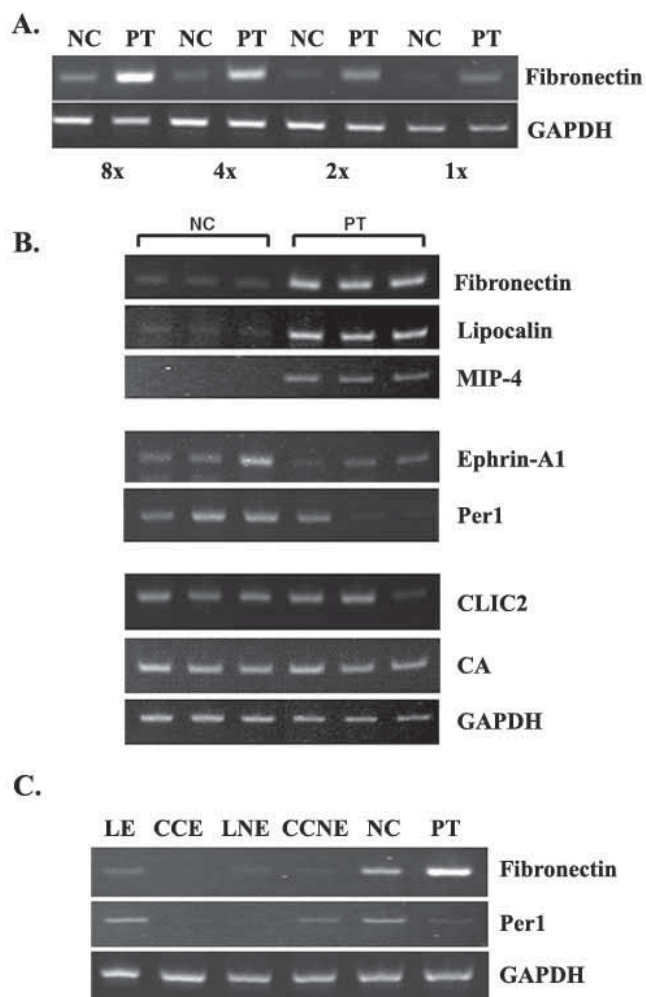 A.
NC PT NC PT NC PT NC PT
Fibronectin
GAPDH
8x 4x 2x 1x
B.
NC PT
Fibronectin
Lipocalin
MIP-4
Ephrin-A1
Per1
CLIC2
CA
GAPDH
C.
LE CCE LNE CCNE NC PT
Fibronectin
Per1
GAPDH